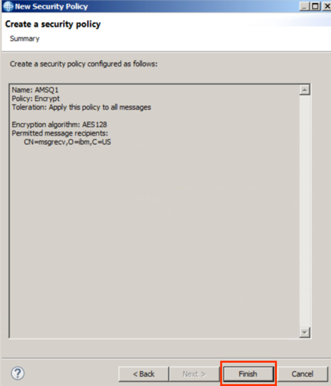 New Security Policy
Create a security policy
Summary
Create a security policy configured as follows:
Name: AMSQ1
Policy: Encrypt
Toleration: Apply this policy to all messages
Encryption algorithm: AES128
Permitted message recipients:
CN=msgrecv,O=ibm,C=US
?
< Back
Next >
Finish
Cancel